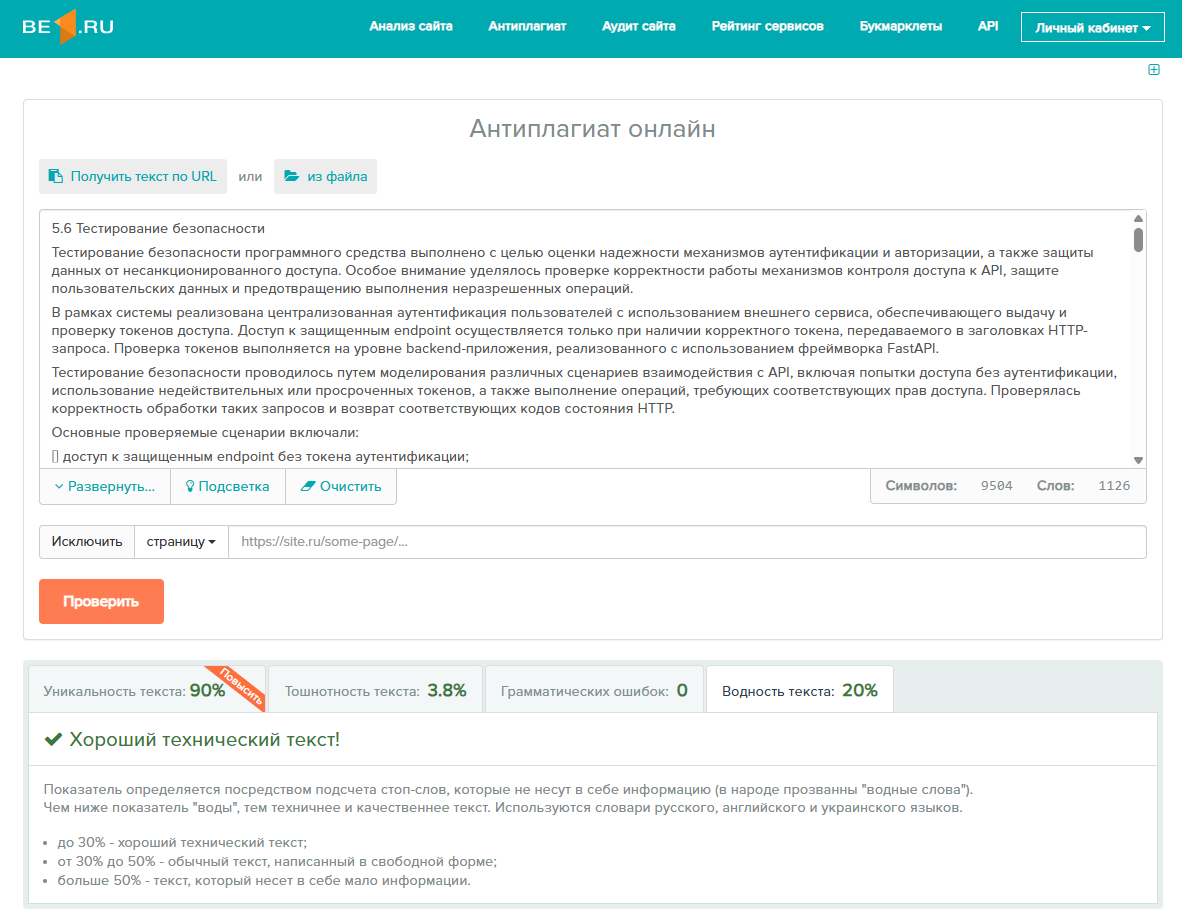 BE1.RU
Анализ сайта Антиплагиат Аудит сайта Рейтинг сервисов Букмарклеты API Личный кабинет
Антиплагиат онлайн
Получить текст по URL или из файла
5.6 Тестирование безопасности
Тестирование безопасности программного средства выполнено с целью оценки надежности механизмов аутентификации и авторизации, а также защиты
данных от несанкционированного доступа. Особое внимание уделялось проверке корректности работы механизмов контроля доступа к API, защите
пользовательских данных и предотвращению выполнения неразрешенных операций.
В рамках системы реализована централизованная аутентификация пользователей с использованием внешнего сервиса, обеспечивающего выдачу и
проверку токенов доступа. Доступ к защищенным endpoint осуществляется только при наличии корректного токена, передаваемого в заголовках HTTP-
запроса. Проверка токенов выполняется на уровне backend-приложения, реализованного с использованием фреймворка FastAPI.
Тестирование безопасности проводилось путем моделирования различных сценариев взаимодействия с API, включая попытки доступа без аутентификации,
использование недействительных или просроченных токенов, а также выполнение операций, требующих соответствующих прав доступа. Проверялась
корректность обработки таких запросов и возврат соответствующих кодов состояния HTTP.
Основные проверяемые сценарии включали:
[] доступ к защищенным endpoint без токена аутентификации;
Развернуть... Подсветка Очистить Символов: 9504 Слов: 1126
Исключить страницу https://site.ru/some-page/...
Проверить
Уникальность текста: 90% Повысить Тошнотность текста: 3.8% Грамматических ошибок: 0 Водность текста: 20%
Хороший технический текст!
Показатель определяется посредством подсчета стоп-слов, которые не несут в себе информацию (в народе прозванны "водные слова").
Чем ниже показатель "воды", тем техничнее и качественнее текст. Используются словари русского, английского и украинского языков.
• до 30% - хороший технический текст;
• от 30% до 50% - обычный текст, написанный в свободной форме;
• больше 50% - текст, который несет в себе мало информации.